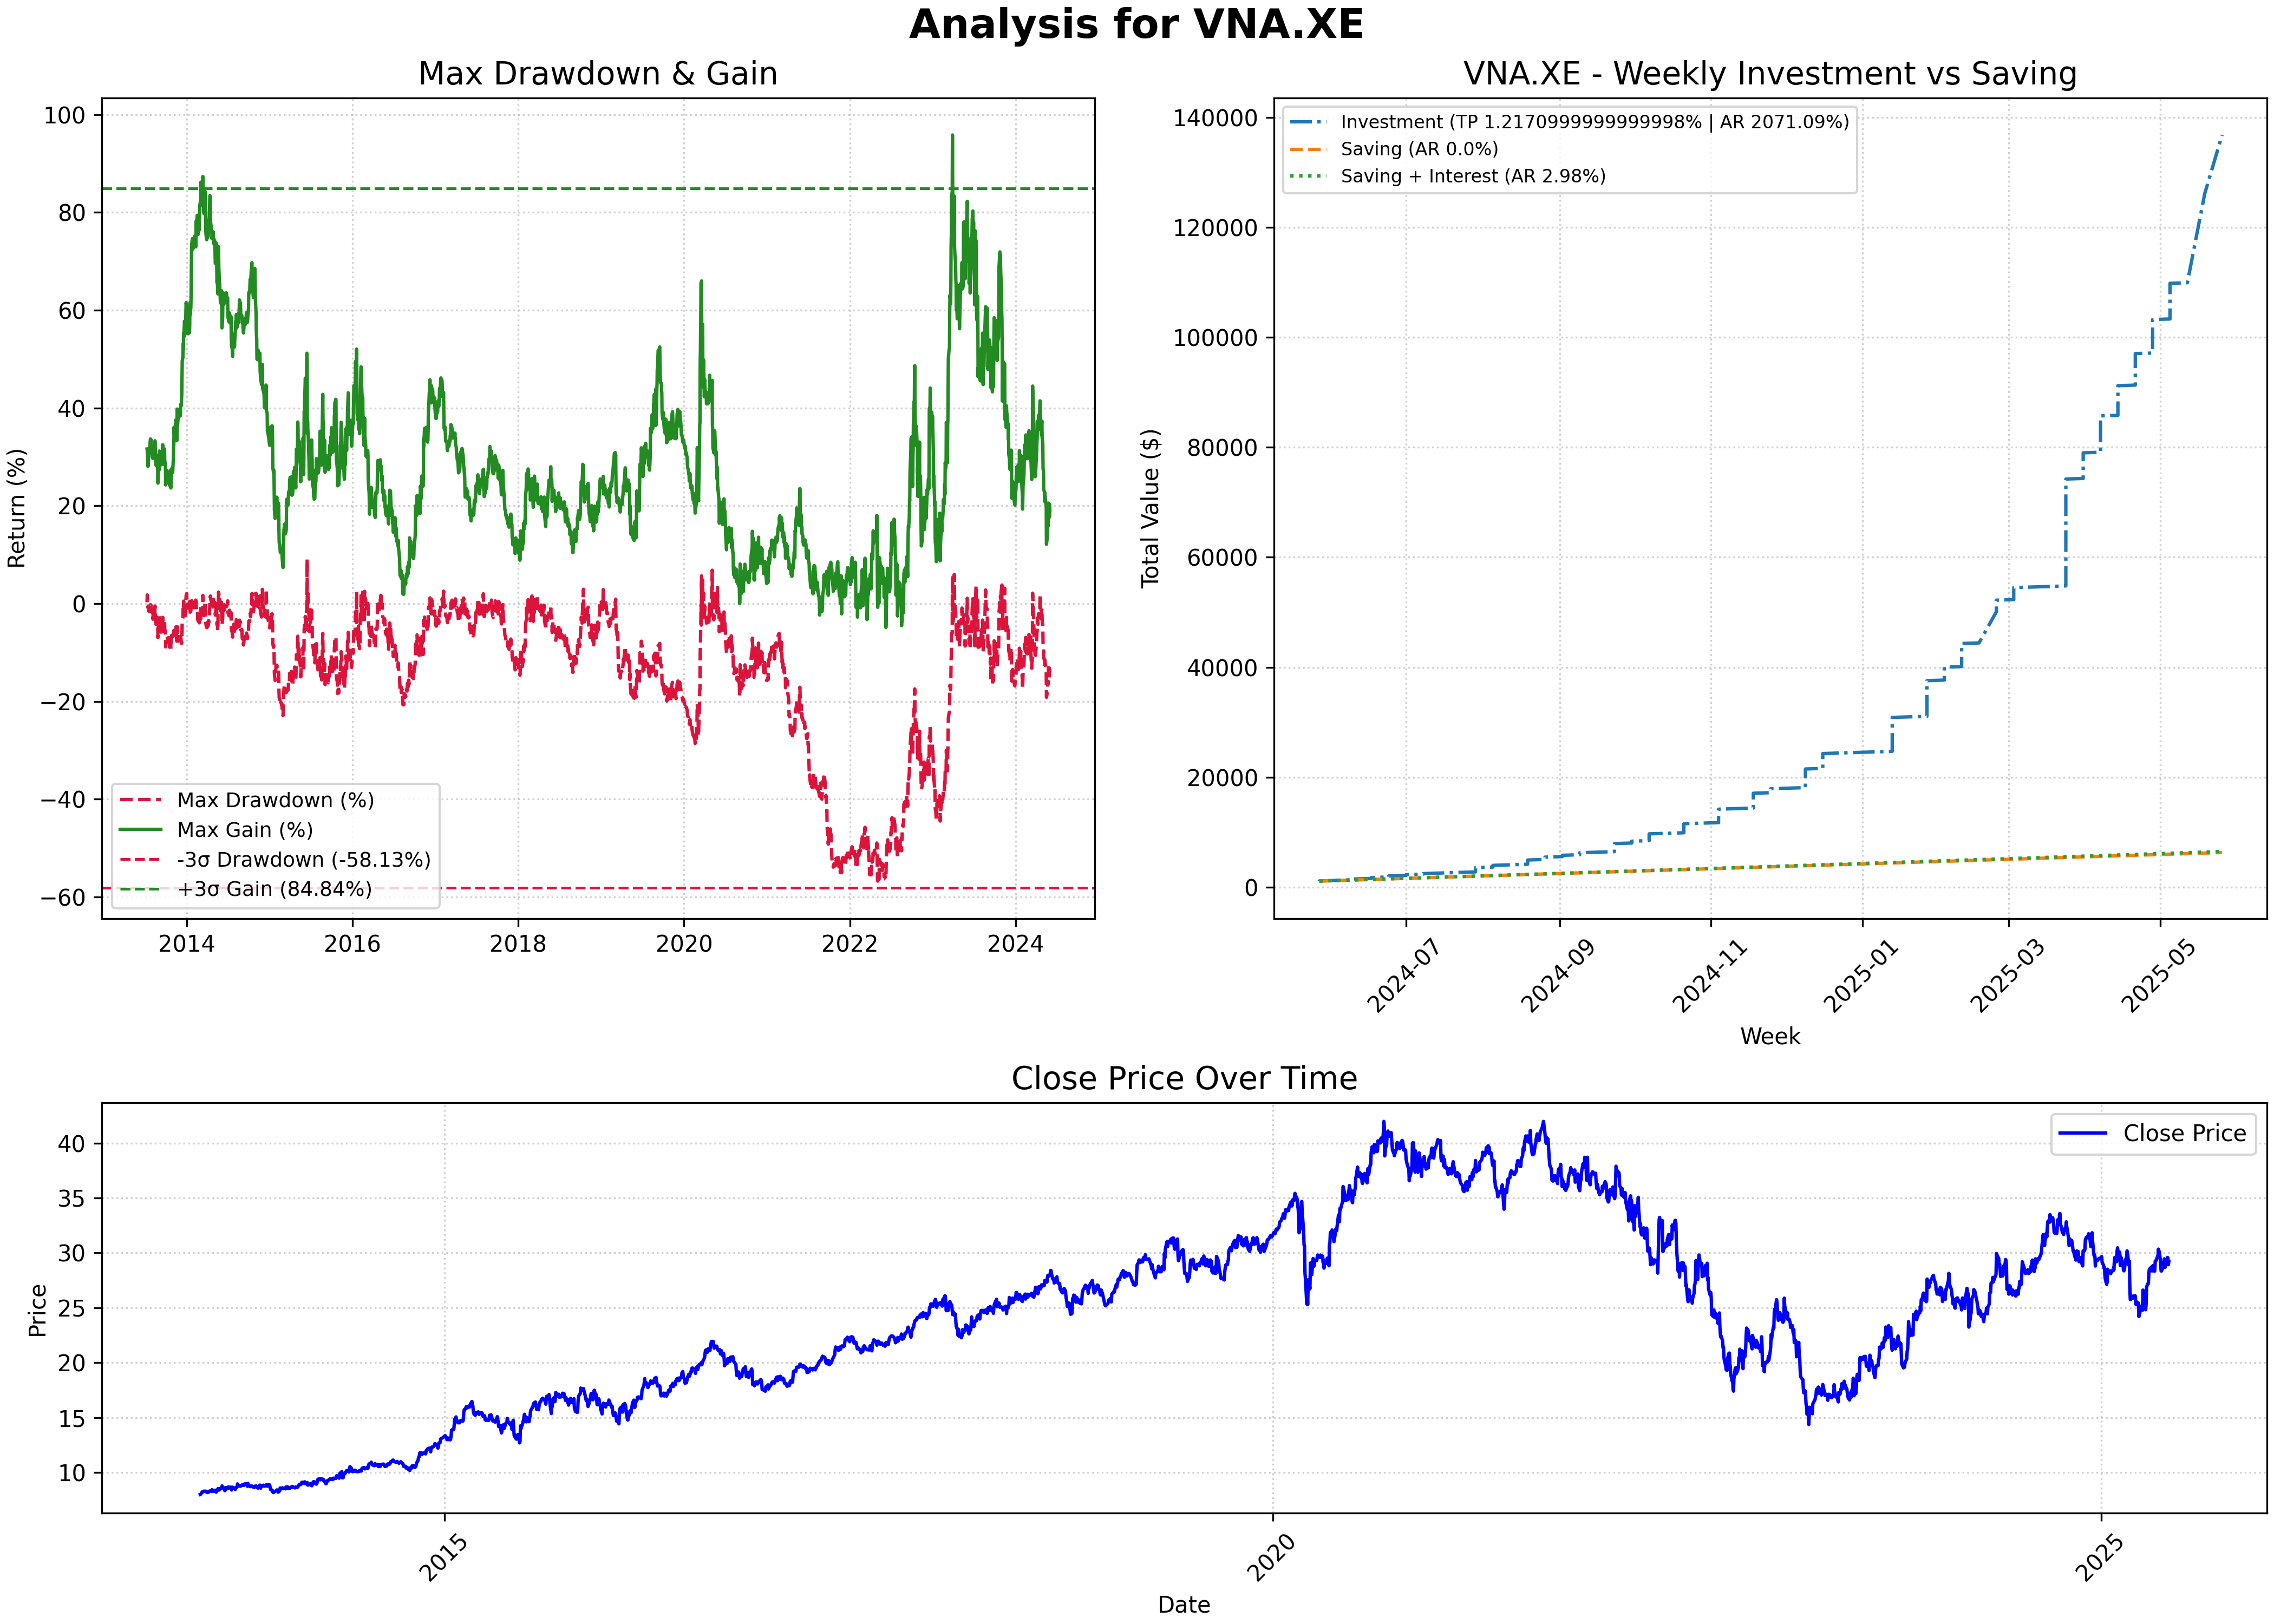 Analysis for VNA.XE
Max Drawdown & Gain
Return (%)
100
80
60
40
20
0
−20
−40
−60
Max Drawdown (%)
Max Gain (%)
-3σ Drawdown (-58.13%)
+3σ Gain (84.84%)
2014
2016
2018
2020
2022
2024
VNA.XE - Weekly Investment vs Saving
Total Value ($)
140000
120000
100000
80000
60000
40000
20000
0
Investment (TP 1.2170999999999998% | AR 2071.09%)
Saving (AR 0.0%)
Saving + Interest (AR 2.98%)
2024-07
2024-09
2024-11
2025-01
2025-03
2025-05
Week
Close Price Over Time
Price
40
35
30
25
20
15
10
Close Price
2015
2020
2025
Date